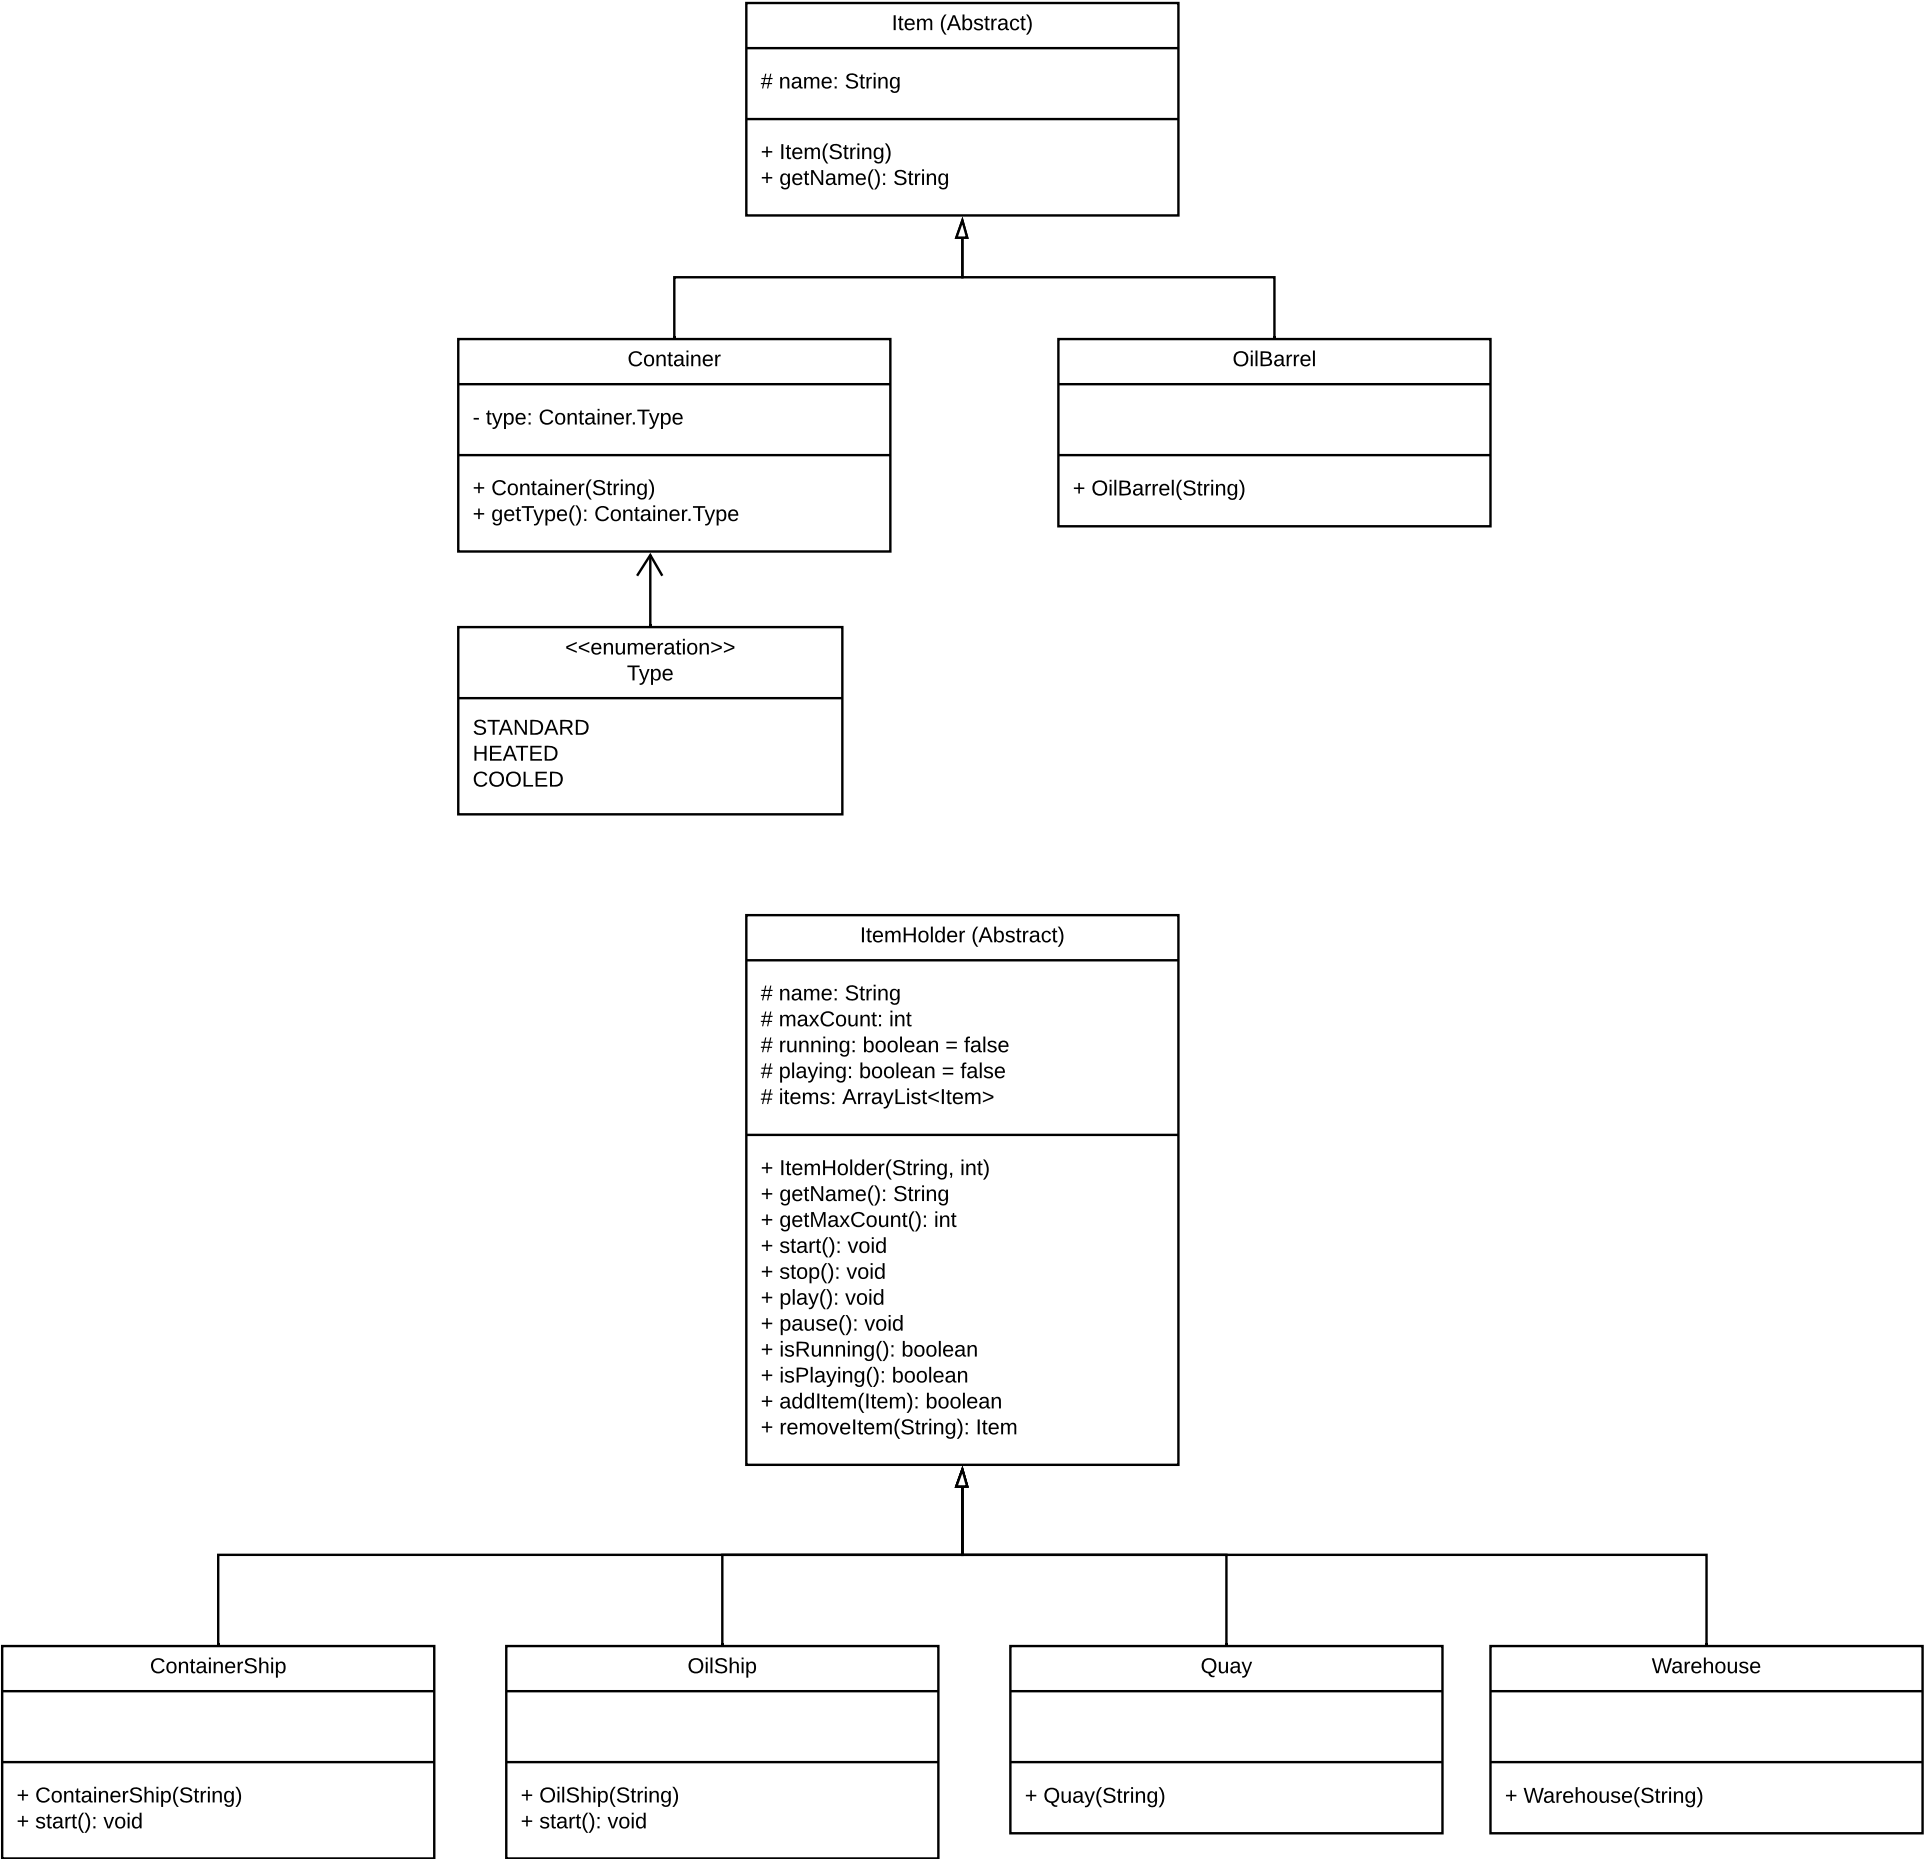 Item (Abstract)
# name: String
+ Item(String)
+ getName(): String
Container
- type: Container.Type
+ Container(String)
+ getType(): Container.Type
OilBarrel
+ OilBarrel(String)
<<enumeration>>
Type
STANDARD
HEATED
COOLED
ItemHolder (Abstract)
# name: String
# maxCount: int
# running: boolean = false
# playing: boolean = false
# items: ArrayList<Item>
+ ItemHolder(String, int)
+ getName(): String
+ getMaxCount(): int
+ start(): void
+ stop(): void
+ play(): void
+ pause(): void
+ isRunning(): boolean
+ isPlaying(): boolean
+ addItem(Item): boolean
+ removeItem(String): Item
ContainerShip
+ ContainerShip(String)
+ start(): void
OilShip
+ OilShip(String)
+ start(): void
Quay
+ Quay(String)
Warehouse
+ Warehouse(String)